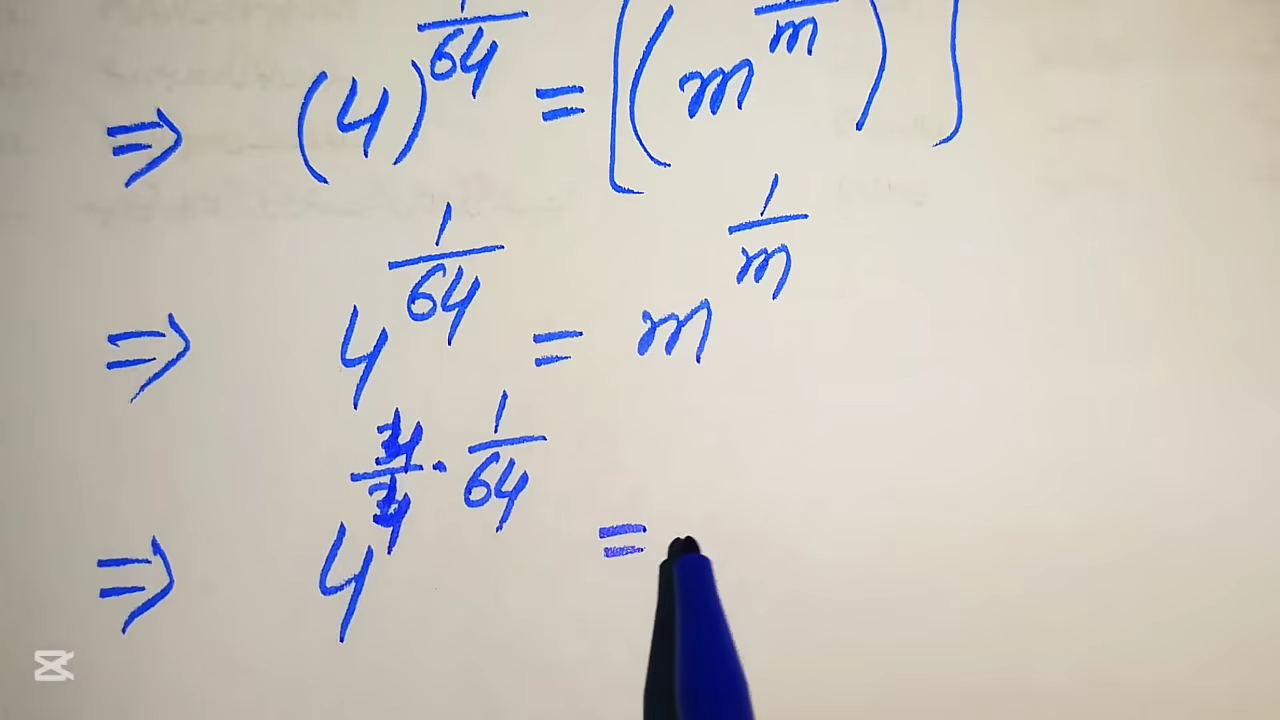 ⇒ (4)^{1/64} = [(m^{1/m})]
⇒ 4^{1/64} = m^{1/m}
⇒ 4^{4/4 · 1/64} =